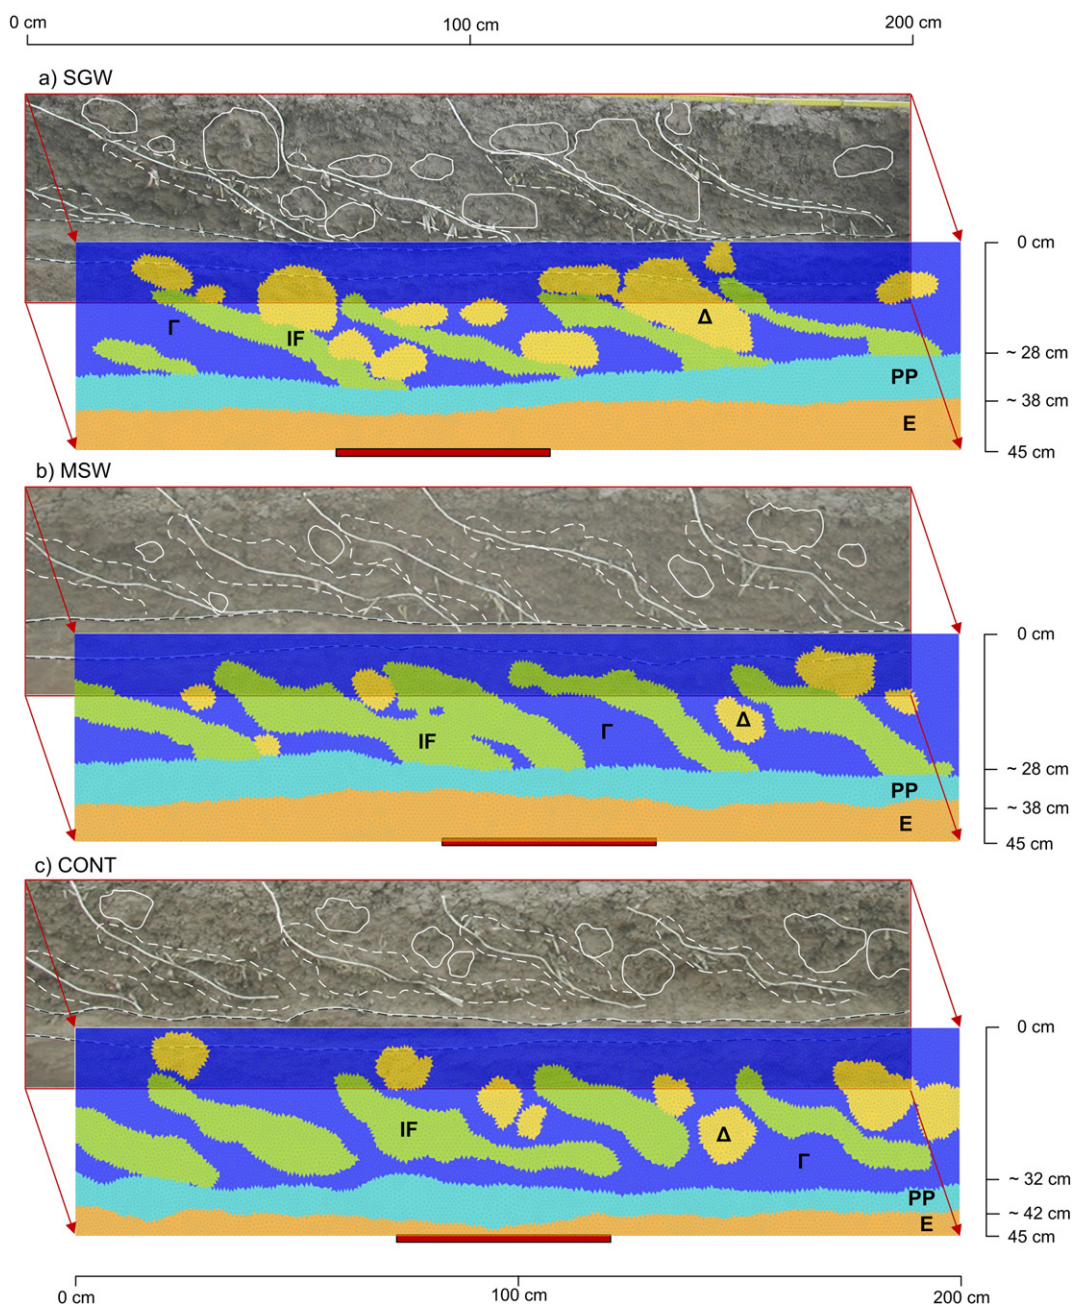 0 cm 100 cm 200 cm
a) SGW
0 cm
Γ IF Δ
~ 28 cm
PP
~ 38 cm
E
45 cm
b) MSW
0 cm
Γ IF Δ
~ 28 cm
PP
~ 38 cm
E
45 cm
c) CONT
0 cm
IF Δ Γ
~ 32 cm
PP
~ 42 cm
E
45 cm
0 cm 100 cm 200 cm